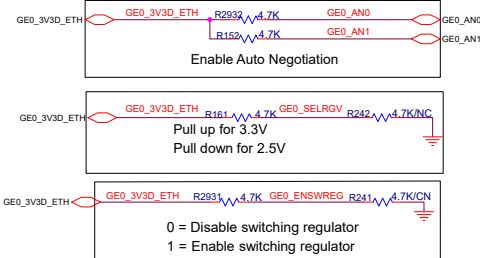 GE0_3V3D_ETH GE0_3V3D_ETH R2932 4.7K GE0_AN0 GE0_AN0
R152 4.7K GE0_AN1 GE0_AN1
Enable Auto Negotiation
GE0_3V3D_ETH GE0_3V3D_ETH R161 4.7K GE0_SELRGV R242 4.7K/NC
Pull up for 3.3V
Pull down for 2.5V
GE0_3V3D_ETH GE0_3V3D_ETH R2931 4.7K GE0_ENSWREG R241 4.7K/CN
0 = Disable switching regulator
1 = Enable switching regulator